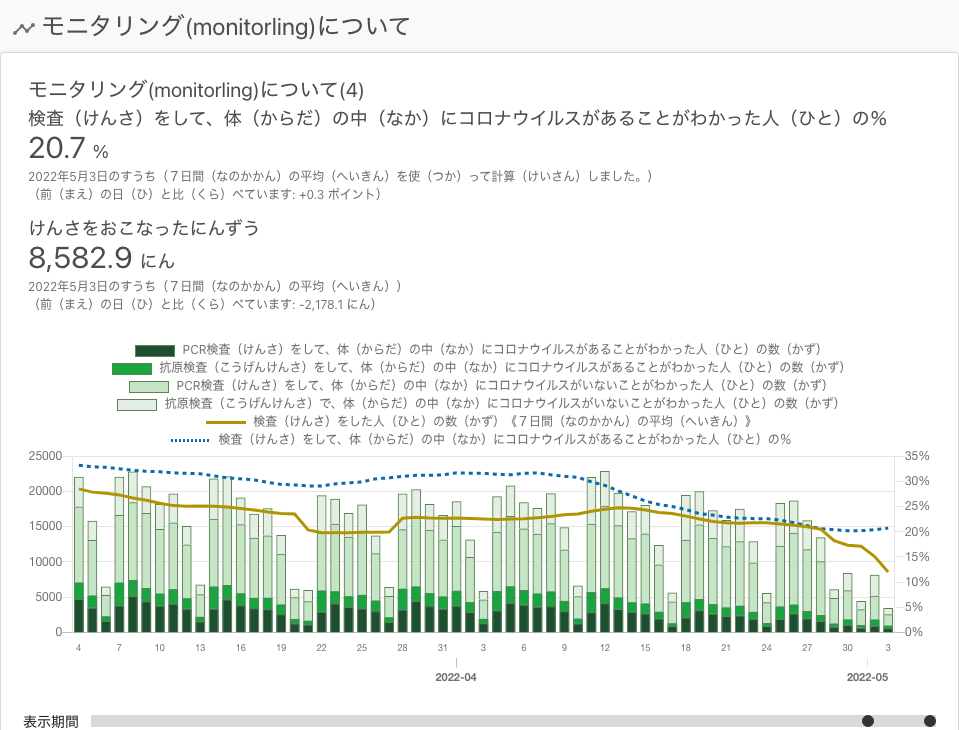 モニタリング(monitorling)について
モニタリング(monitorling)について(4)
検査（けんさ）をして、体（からだ）の中（なか）にコロナウイルスがあることがわかった人（ひと）の%
20.7 %
2022年5月3日のすうち（７日間（なのかかん）の平均（へいきん）を使（つか）って計算（けいさん）しました。）
（前（まえ）の日（ひ）と比（くら）べています: +0.3 ポイント）
けんさをおこなったにんずう
8,582.9 にん
2022年5月3日のすうち（７日間（なのかかん）の平均（へいきん））
（前（まえ）の日（ひ）と比（くら）べています: -2,178.1 にん）
PCR検査（けんさ）をして、体（からだ）の中（なか）にコロナウイルスがあることがわかった人（ひと）の数（かず）
抗原検査（こうげんけんさ）をして、体（からだ）の中（なか）にコロナウイルスがあることがわかった人（ひと）の数（かず）
PCR検査（けんさ）をして、体（からだ）の中（なか）にコロナウイルスがいないことがわかった人（ひと）の数（かず）
抗原検査（こうげんけんさ）で、体（からだ）の中（なか）にコロナウイルスがいないことがわかった人（ひと）の数（かず）
検査（けんさ）をした人（ひと）の数（かず）《７日間（なのかかん）の平均（へいきん）》
検査（けんさ）をして、体（からだ）の中（なか）にコロナウイルスがあることがわかった人（ひと）の%
25000 35%
30%
20000
25%
15000
20%
10000 15%
10%
5000
5%
0 0%
4 7 10 13 16 19 22 25 28 31 3 6 9 12 15 18 21 24 27 30 3
2022-04 2022-05
表示期間